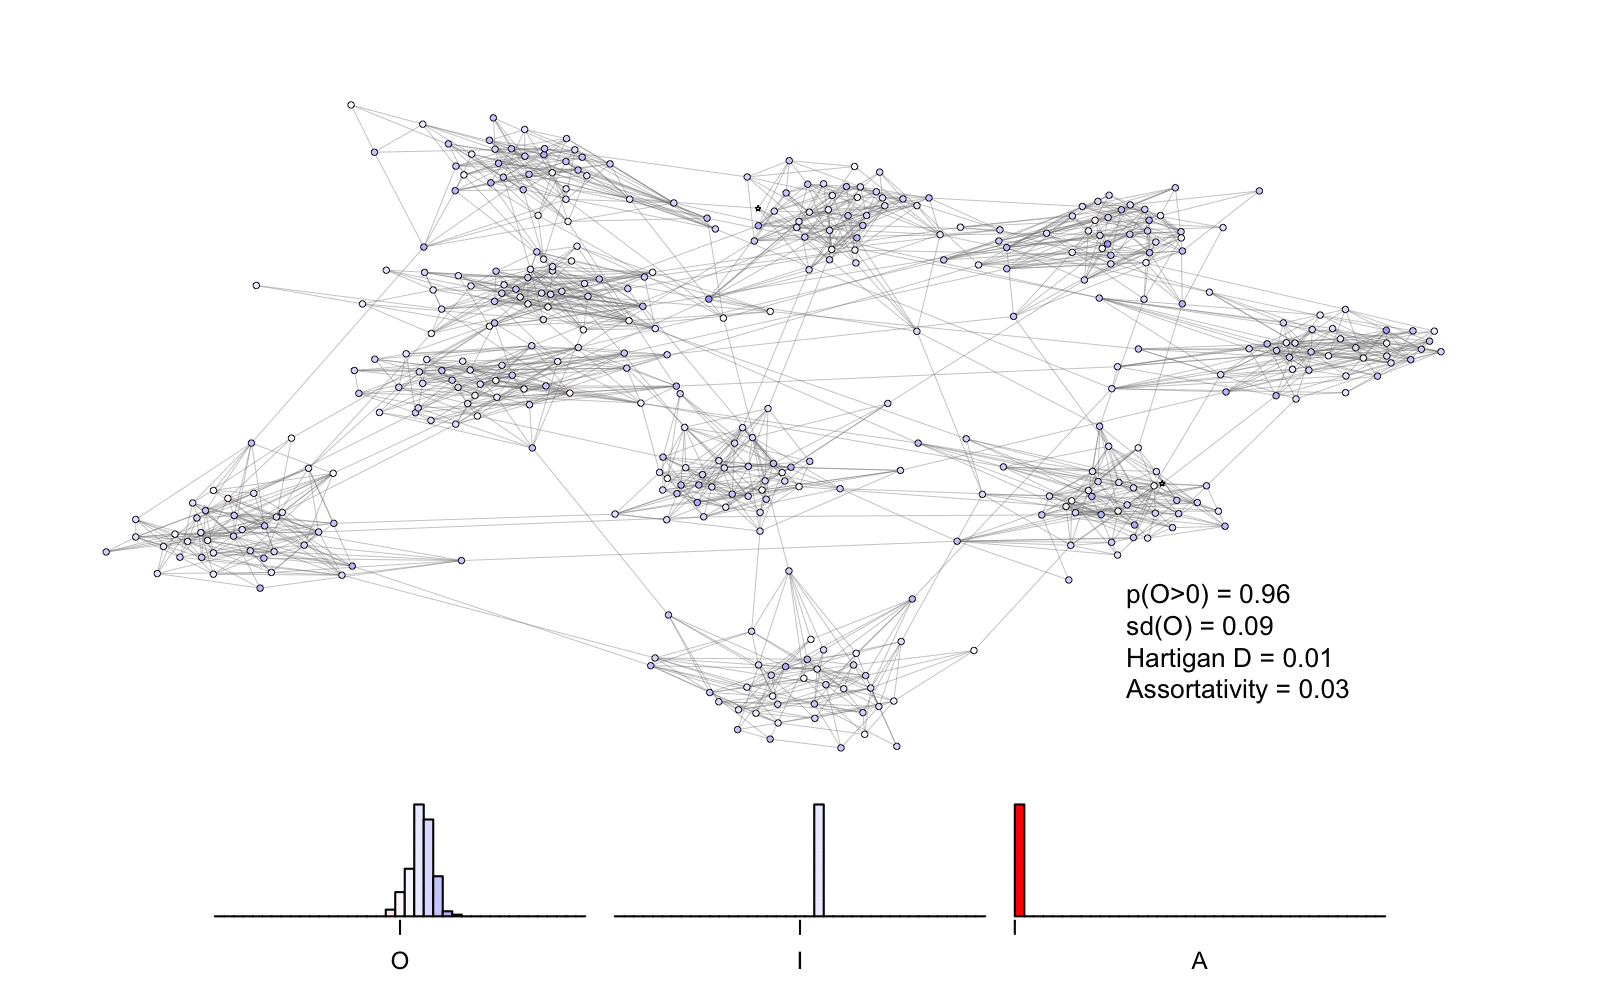 p(O>0) = 0.96
sd(O) = 0.09
Hartigan D = 0.01
Assortativity = 0.03
O
I
A